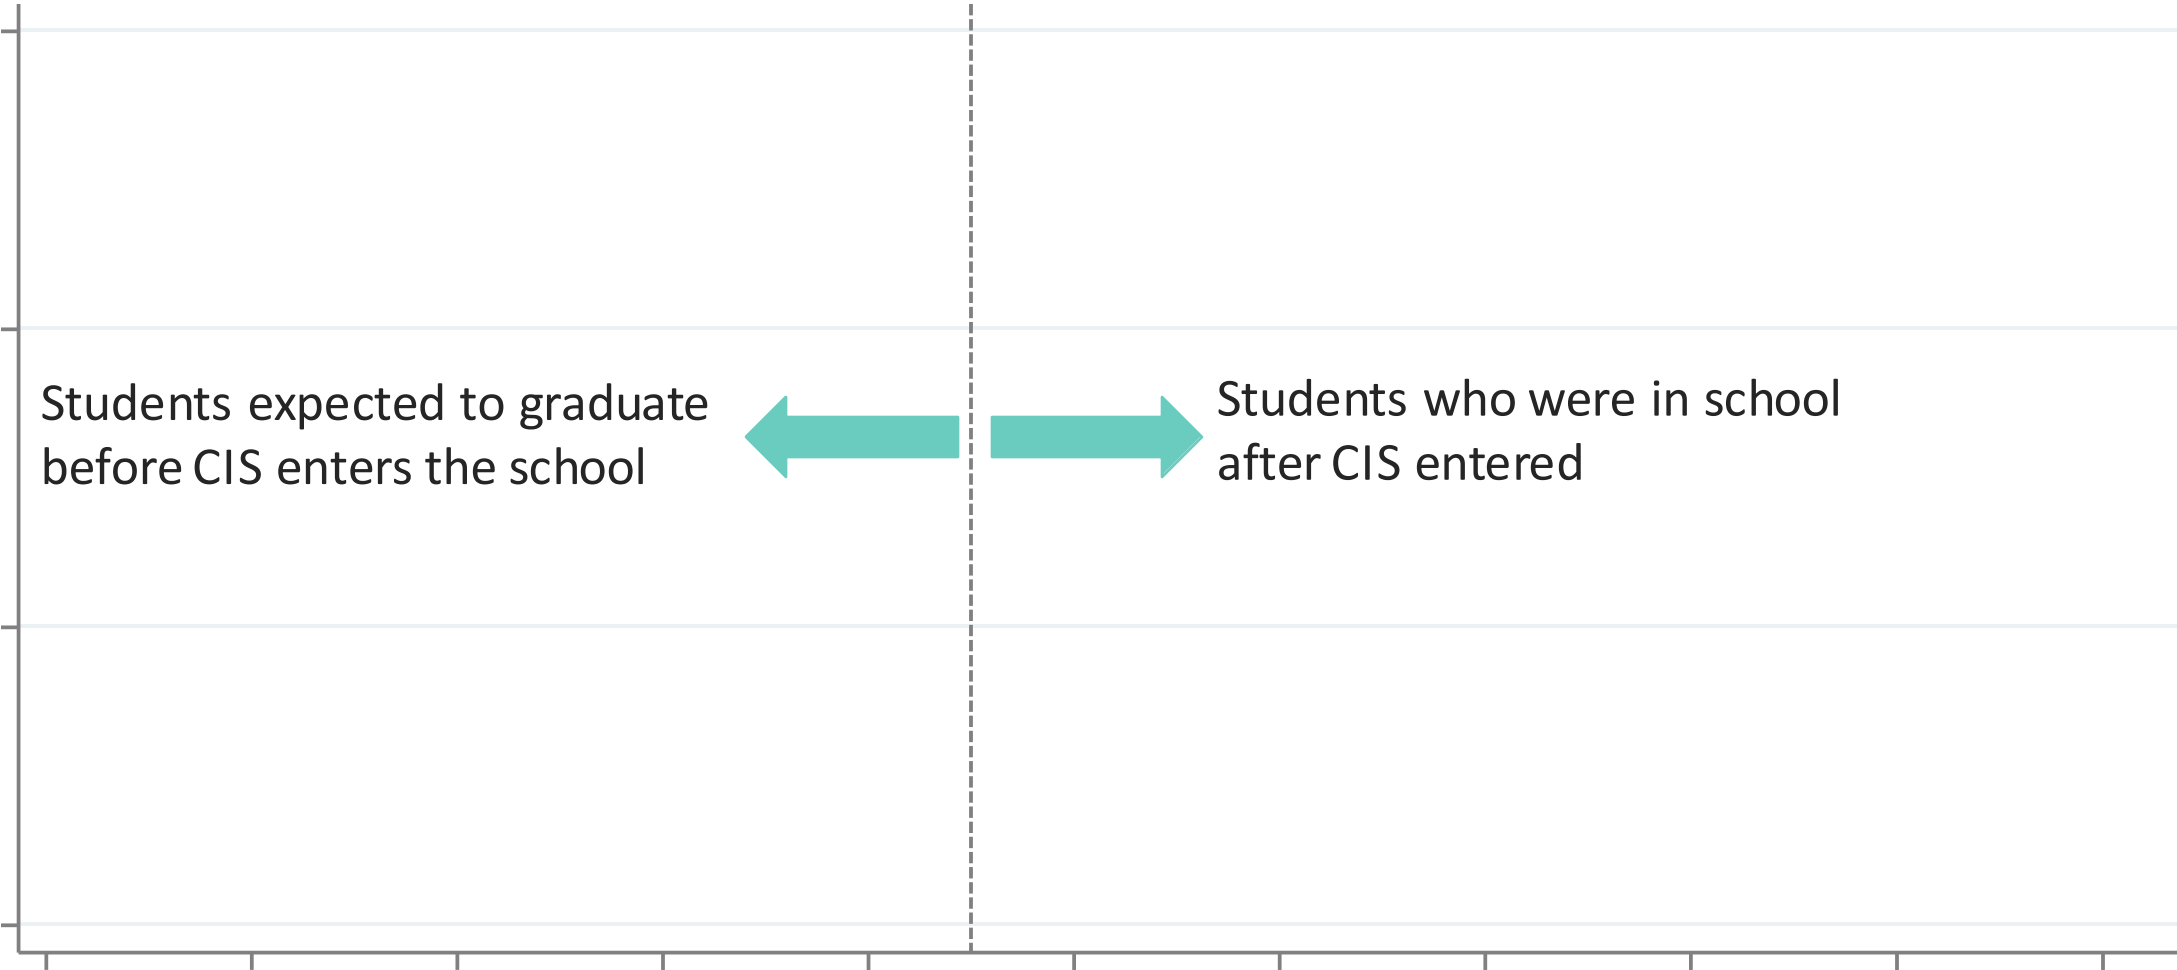 Students expected to graduate
before CIS enters the school
Students who were in school
after CIS entered